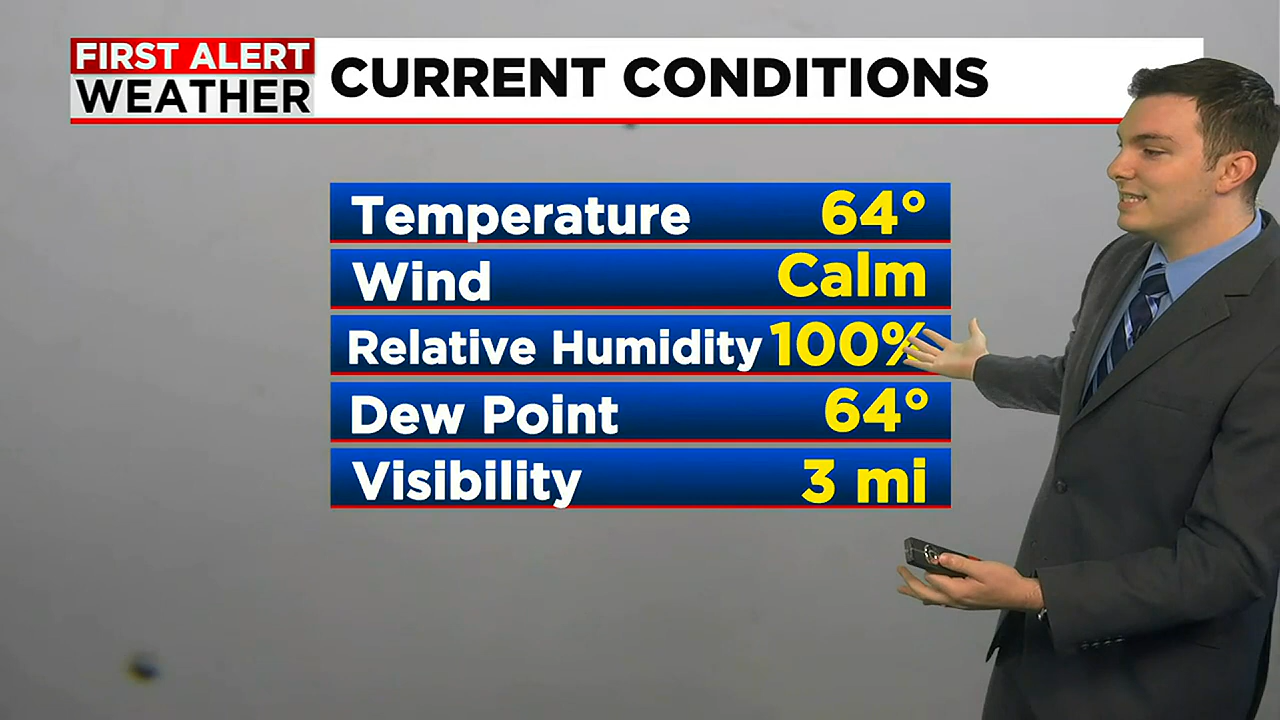 FIRST ALERT
WEATHER
CURRENT CONDITIONS
Temperature 64°
Wind Calm
Relative Humidity 100%
Dew Point 64°
Visibility 3 mi